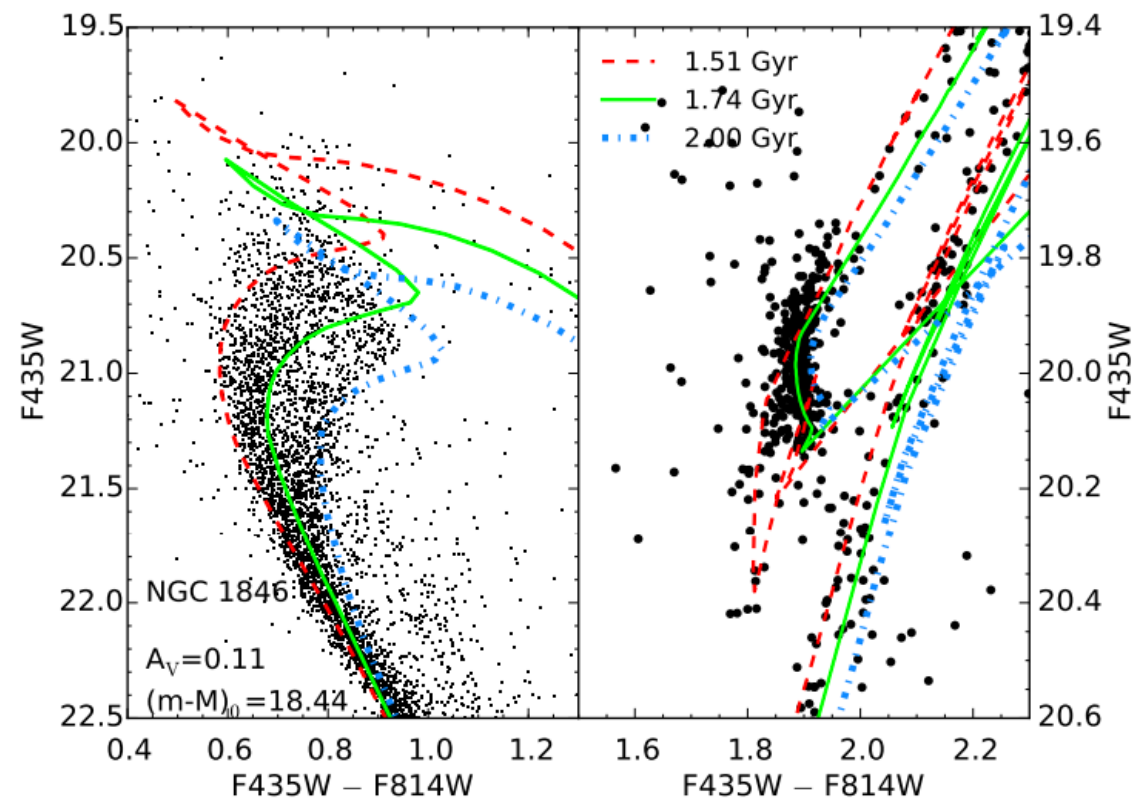 19.5
20.0
20.5
21.0
21.5
22.0
22.5
F435W
0.4
0.6
0.8
1.0
1.2
F435W − F814W
NGC 1846
A_V=0.11
(m-M)_0=18.44
1.51 Gyr
1.74 Gyr
2.00 Gyr
19.4
19.6
19.8
20.0
20.2
20.4
20.6
F435W
1.6
1.8
2.0
2.2
F435W − F814W